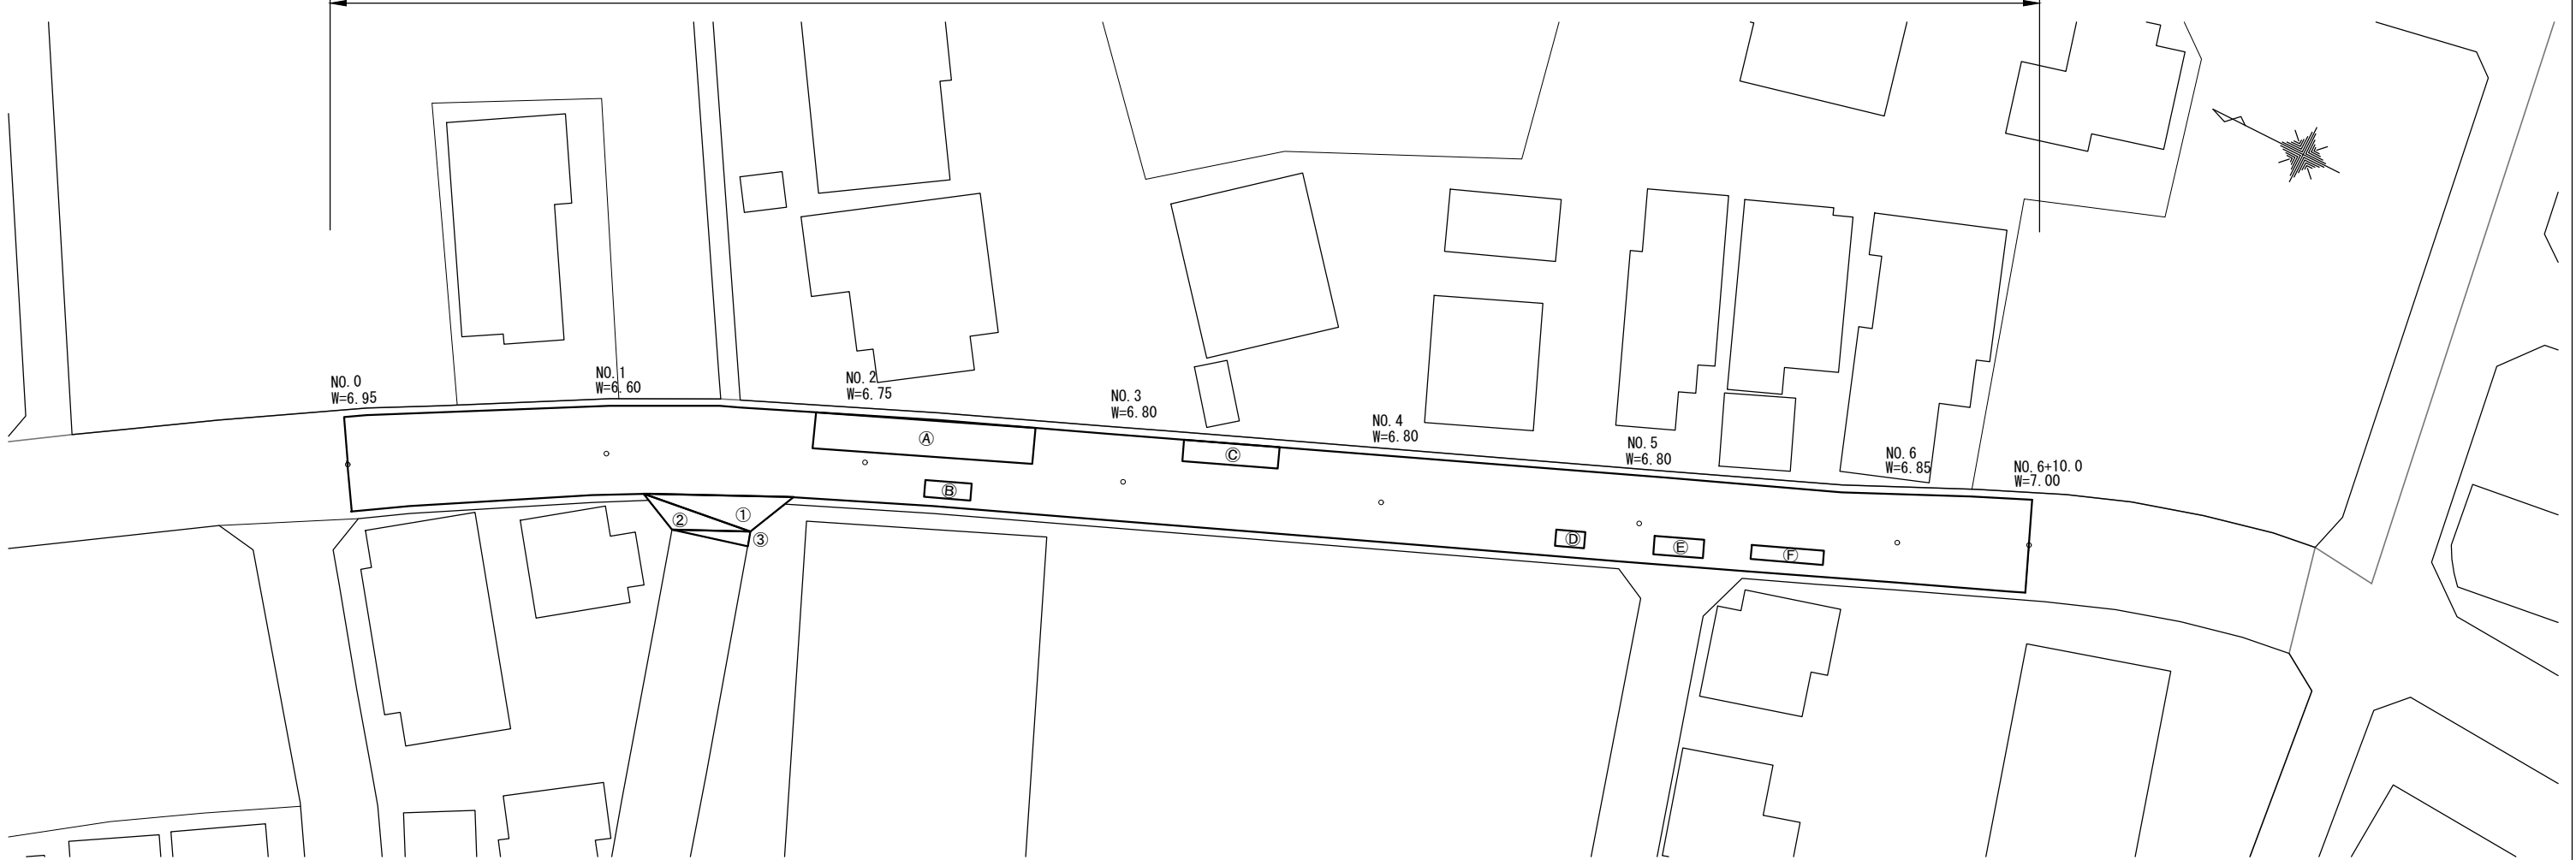 NO. 0
W=6. 95
NO. 1
W=6. 60
NO. 2
W=6. 75
NO. 3
W=6. 80
NO. 4
W=6. 80
NO. 5
W=6. 80
NO. 6
W=6. 85
NO. 6+10. 0
W=7. 00
Ⓐ
Ⓑ
Ⓒ
Ⓓ
Ⓔ
Ⓕ
①
②
③